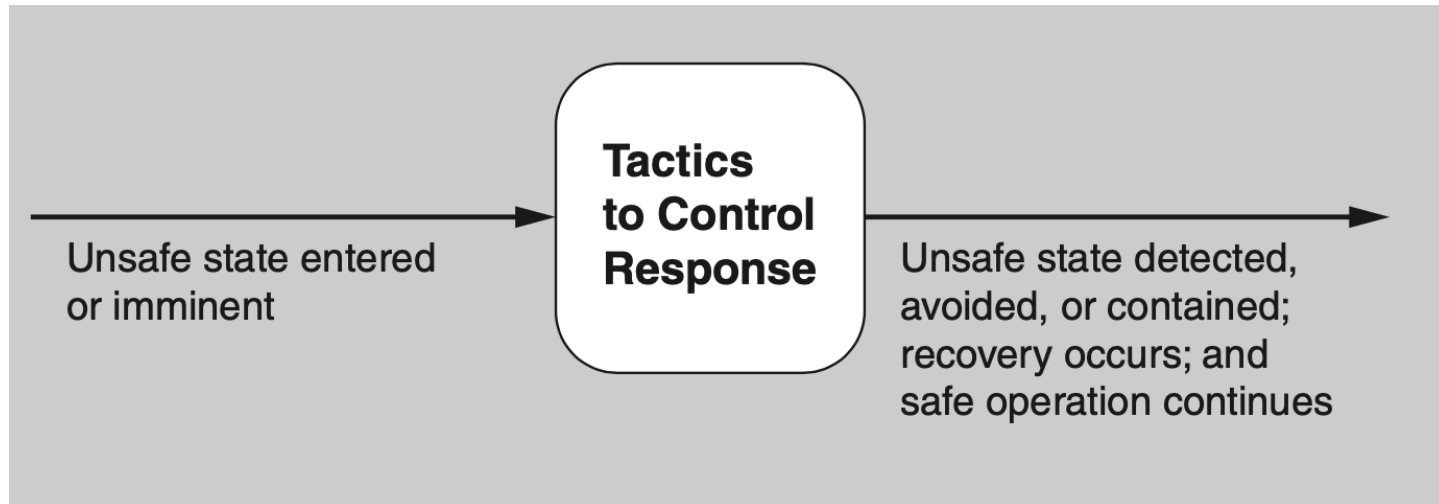 Unsafe state entered
or imminent
Tactics
to Control
Response
Unsafe state detected,
avoided, or contained;
recovery occurs; and
safe operation continues